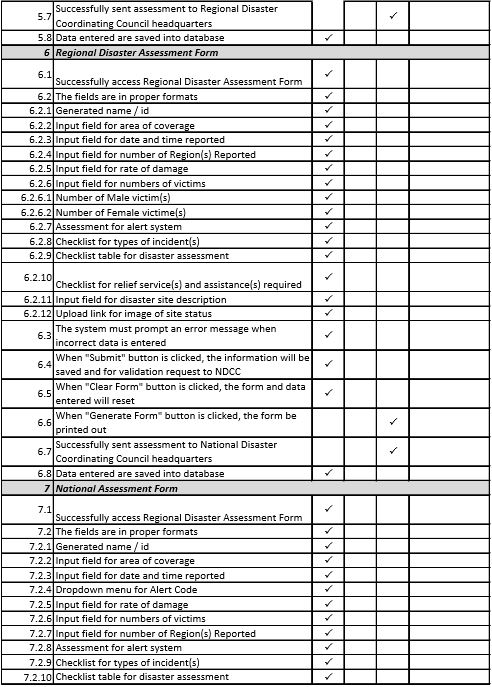 5.7 Successfully sent assessment to Regional Disaster
Coordinating Council headquarters ✓
5.8 Data entered are saved into database ✓
6 Regional Disaster Assessment Form
6.1 Successfully access Regional Disaster Assessment Form ✓
6.2 The fields are in proper formats ✓
6.2.1 Generated name / id ✓
6.2.2 Input field for area of coverage ✓
6.2.3 Input field for date and time reported ✓
6.2.4 Input field for number of Region(s) Reported ✓
6.2.5 Input field for rate of damage ✓
6.2.6 Input field for numbers of victims ✓
6.2.6.1 Number of Male victim(s) ✓
6.2.6.2 Number of Female victime(s) ✓
6.2.7 Assessment for alert system ✓
6.2.8 Checklist for types of incident(s) ✓
6.2.9 Checklist table for disaster assessment ✓
6.2.10 Checklist for relief service(s) and assistance(s) required ✓
6.2.11 Input field for disaster site description ✓
6.2.12 Upload link for image of site status ✓
6.3 The system must prompt an error message when
incorrect data is entered ✓
6.4 When "Submit" button is clicked, the information will be
saved and for validation request to NDCC ✓
6.5 When "Clear Form" button is clicked, the form and data
entered will reset ✓
6.6 When "Generate Form" button is clicked, the form be
printed out ✓
6.7 Successfully sent assessment to National Disaster
Coordinating Council headquarters ✓
6.8 Data entered are saved into database ✓
7 National Assessment Form
7.1 Successfully access Regional Disaster Assessment Form ✓
7.2 The fields are in proper formats ✓
7.2.1 Generated name / id ✓
7.2.2 Input field for area of coverage ✓
7.2.3 Input field for date and time reported ✓
7.2.4 Dropdown menu for Alert Code ✓
7.2.5 Input field for rate of damage ✓
7.2.6 Input field for numbers of victims ✓
7.2.7 Input field for number of Region(s) Reported ✓
7.2.8 Assessment for alert system ✓
7.2.9 Checklist for types of incident(s) ✓
7.2.10 Checklist table for disaster assessment ✓